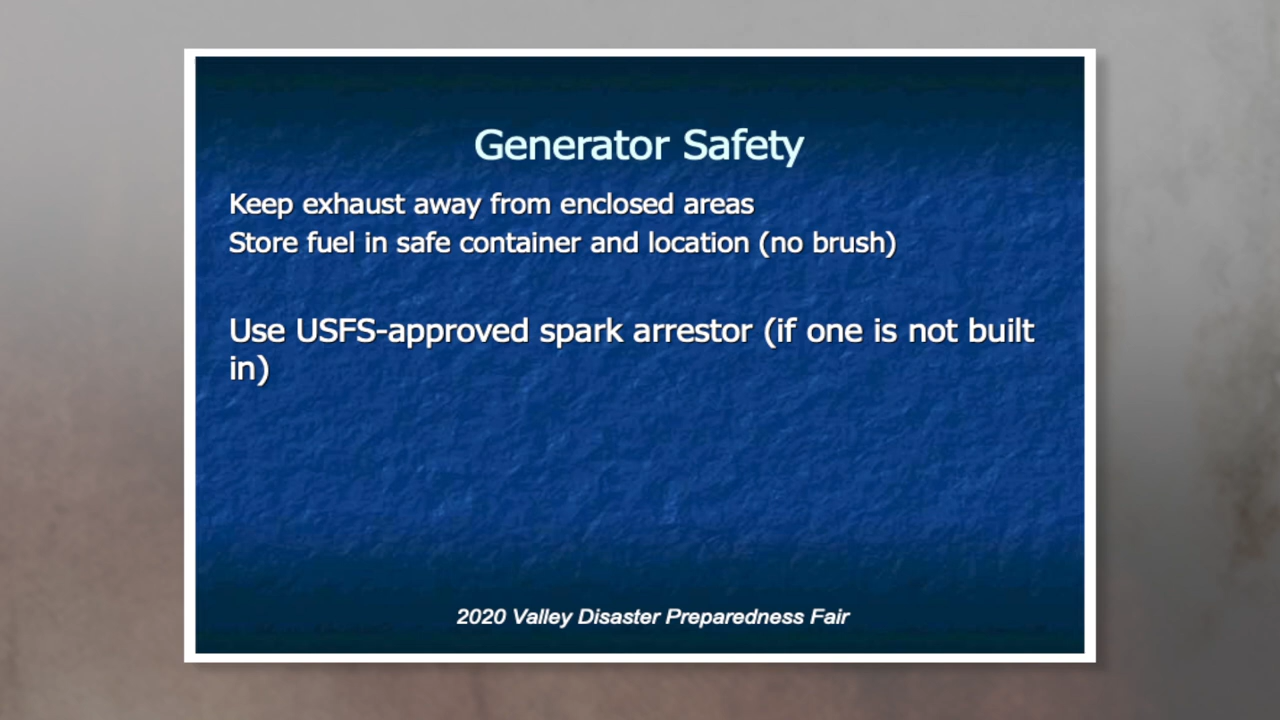 Generator Safety
Keep exhaust away from enclosed areas
Store fuel in safe container and location (no brush)
Use USFS-approved spark arrestor (if one is not built
in)
2020 Valley Disaster Preparedness Fair